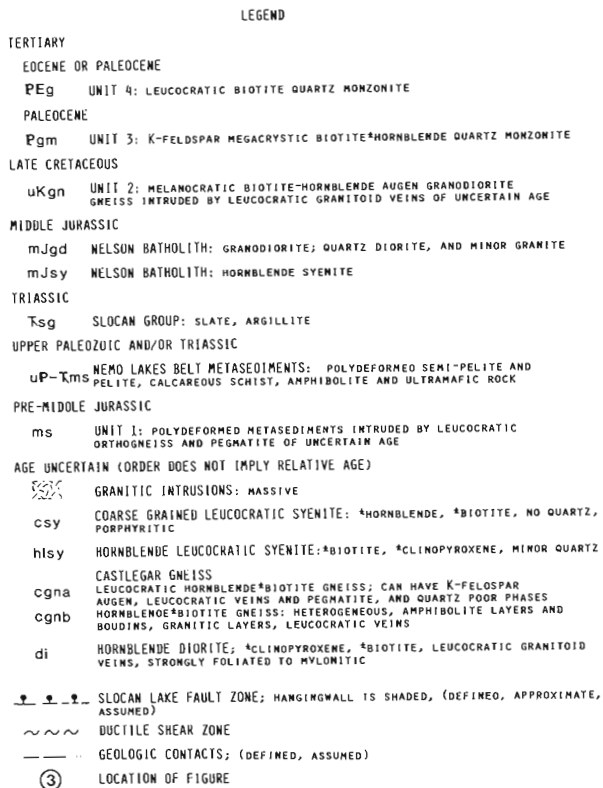 LEGEND
TERTIARY
EOCENE OR PALEOCENE
PEg UNIT 4: LEUCOCRATIC BIOTITE QUARTZ MONZONITE
PALEOCENE
Pgm UNIT 3: K-FELDSPAR MEGACRYSTIC BIOTITE*HORNBLENDE QUARTZ MONZONITE
LATE CRETACEOUS
uKgn UNIT 2: MELANOCRATIC BIOTITE-HORNBLENDE AUGEN GRANODIORITE
GNEISS INTRUDED BY LEUCOCRATIC GRANITOID VEINS OF UNCERTAIN AGE
MIDDLE JURASSIC
mJgd NELSON BATHOLITH: GRANODIORITE; QUARTZ DIORITE, AND MINOR GRANITE
mJsy NELSON BATHOLITH: HORNBLENDE SYENITE
TRIASSIC
Ꞧsg SLOCAN GROUP: SLATE, ARGILLITE
UPPER PALEOZOIC AND/OR TRIASSIC
uP-Ꞧms NEMO LAKES BELT METASEDIMENTS: POLYDEFORMED SEMI-PELITE AND
PELITE, CALCAREOUS SCHIST, AMPHIBOLITE AND ULTRAMAFIC ROCK
PRE-MIDDLE JURASSIC
ms UNIT 1: POLYDEFORMED METASEDIMENTS INTRUDED BY LEUCOCRATIC
ORTHOGNEISS AND PEGMATITE OF UNCERTAIN AGE
AGE UNCERTAIN (ORDER DOES NOT IMPLY RELATIVE AGE)
GRANITIC INTRUSIONS: MASSIVE
csy COARSE GRAINED LEUCOCRATIC SYENITE: *HORNBLENDE, *BIOTITE, NO QUARTZ,
PORPHYRITIC
hlsy HORNBLENDE LEUCOCRATIC SYENITE:*BIOTITE, *CLINOPYROXENE, MINOR QUARTZ
CASTLEGAR GNEISS
cgna LEUCOCRATIC HORNBLENDE*BIOTITE GNEISS; CAN HAVE K-FELDSPAR
AUGEN, LEUCOCRATIC VEINS AND PEGMATITE, AND QUARTZ POOR PHASES
cgnb HORNBLENDE*BIOTITE GNEISS: HETEROGENEOUS, AMPHIBOLITE LAYERS AND
BOUDINS, GRANITIC LAYERS, LEUCOCRATIC VEINS
di HORNBLENDE DIORITE; *CLINOPYROXENE, *BIOTITE, LEUCOCRATIC GRANITOID
VEINS, STRONGLY FOLIATED TO MYLONITIC
SLOCAN LAKE FAULT ZONE; HANGINGWALL IS SHADED, (DEFINED, APPROXIMATE,
ASSUMED)
DUCTILE SHEAR ZONE
GEOLOGIC CONTACTS; (DEFINED, ASSUMED)
3 LOCATION OF FIGURE